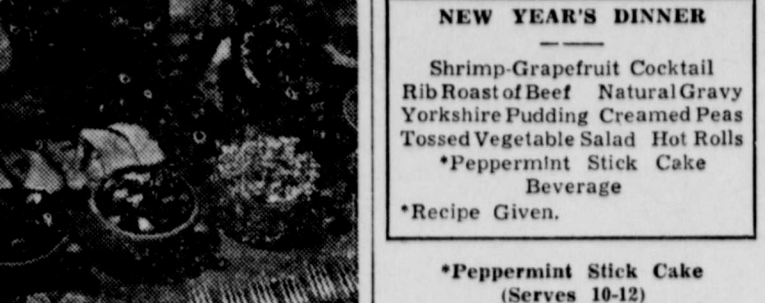 NEW YEAR'S DINNER
Shrimp-Grapefruit Cocktail
Rib Roast of Beef Natural Gravy
Yorkshire Pudding Creamed Peas
Tossed Vegetable Salad Hot Rolls
*Peppermint Stick Cake
Beverage
*Recipe Given.
*Peppermint Stick Cake
(Serves 10-12)